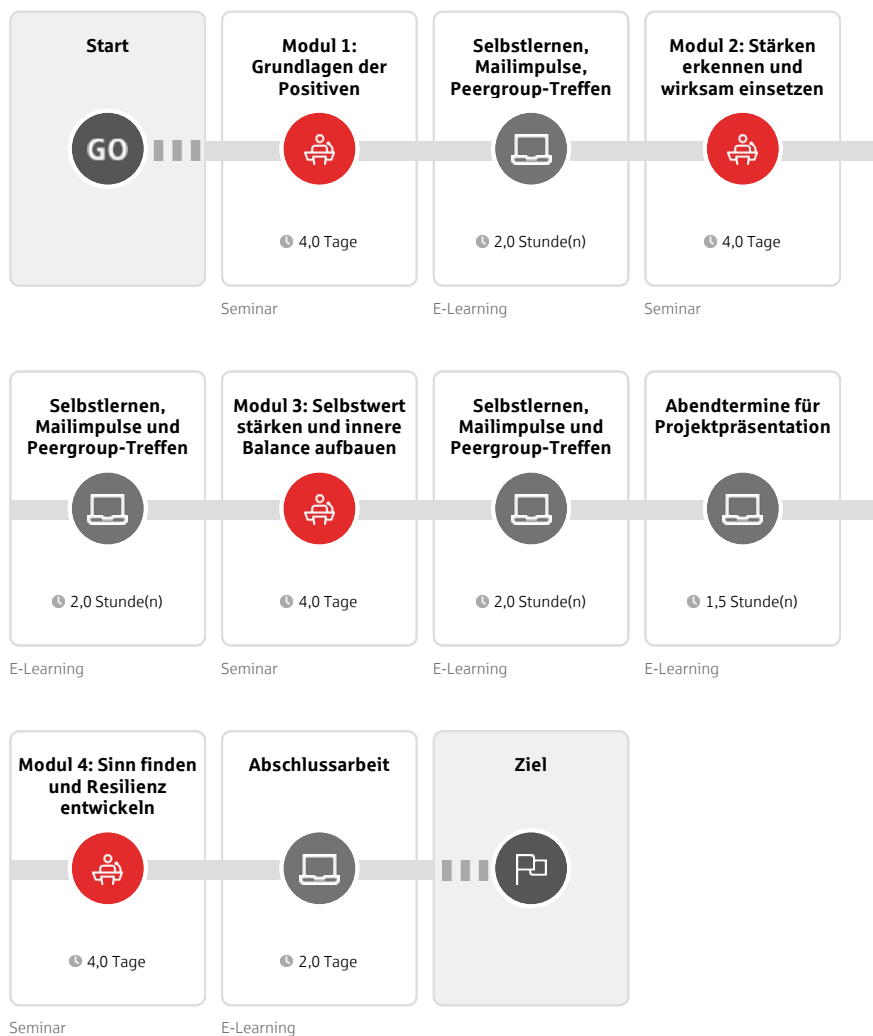 Start
GO
Modul 1:
Grundlagen der
Positiven
4,0 Tage
Seminar
Selbstlernen,
Mailimpulse,
Peergroup-Treffen
2,0 Stunde(n)
E-Learning
Modul 2: Stärken
erkennen und
wirksam einsetzen
4,0 Tage
Seminar
Selbstlernen,
Mailimpulse und
Peergroup-Treffen
2,0 Stunde(n)
E-Learning
Modul 3: Selbstwert
stärken und innere
Balance aufbauen
4,0 Tage
Seminar
Selbstlernen,
Mailimpulse und
Peergroup-Treffen
2,0 Stunde(n)
E-Learning
Abendtermine für
Projektpräsentation
1,5 Stunde(n)
E-Learning
Modul 4: Sinn finden
und Resilienz
entwickeln
4,0 Tage
Seminar
Abschlussarbeit
2,0 Tage
E-Learning
Ziel